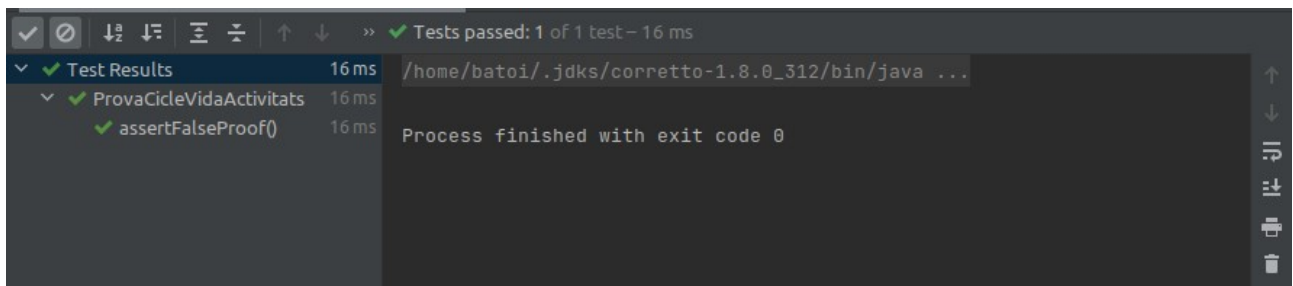 Tests passed: 1 of 1 test – 16 ms
Test Results 16 ms
ProvaCicleVidaActivitats 16 ms
assertFalseProof() 16 ms
/home/batoi/.jdks/corretto-1.8.0_312/bin/java ...
Process finished with exit code 0